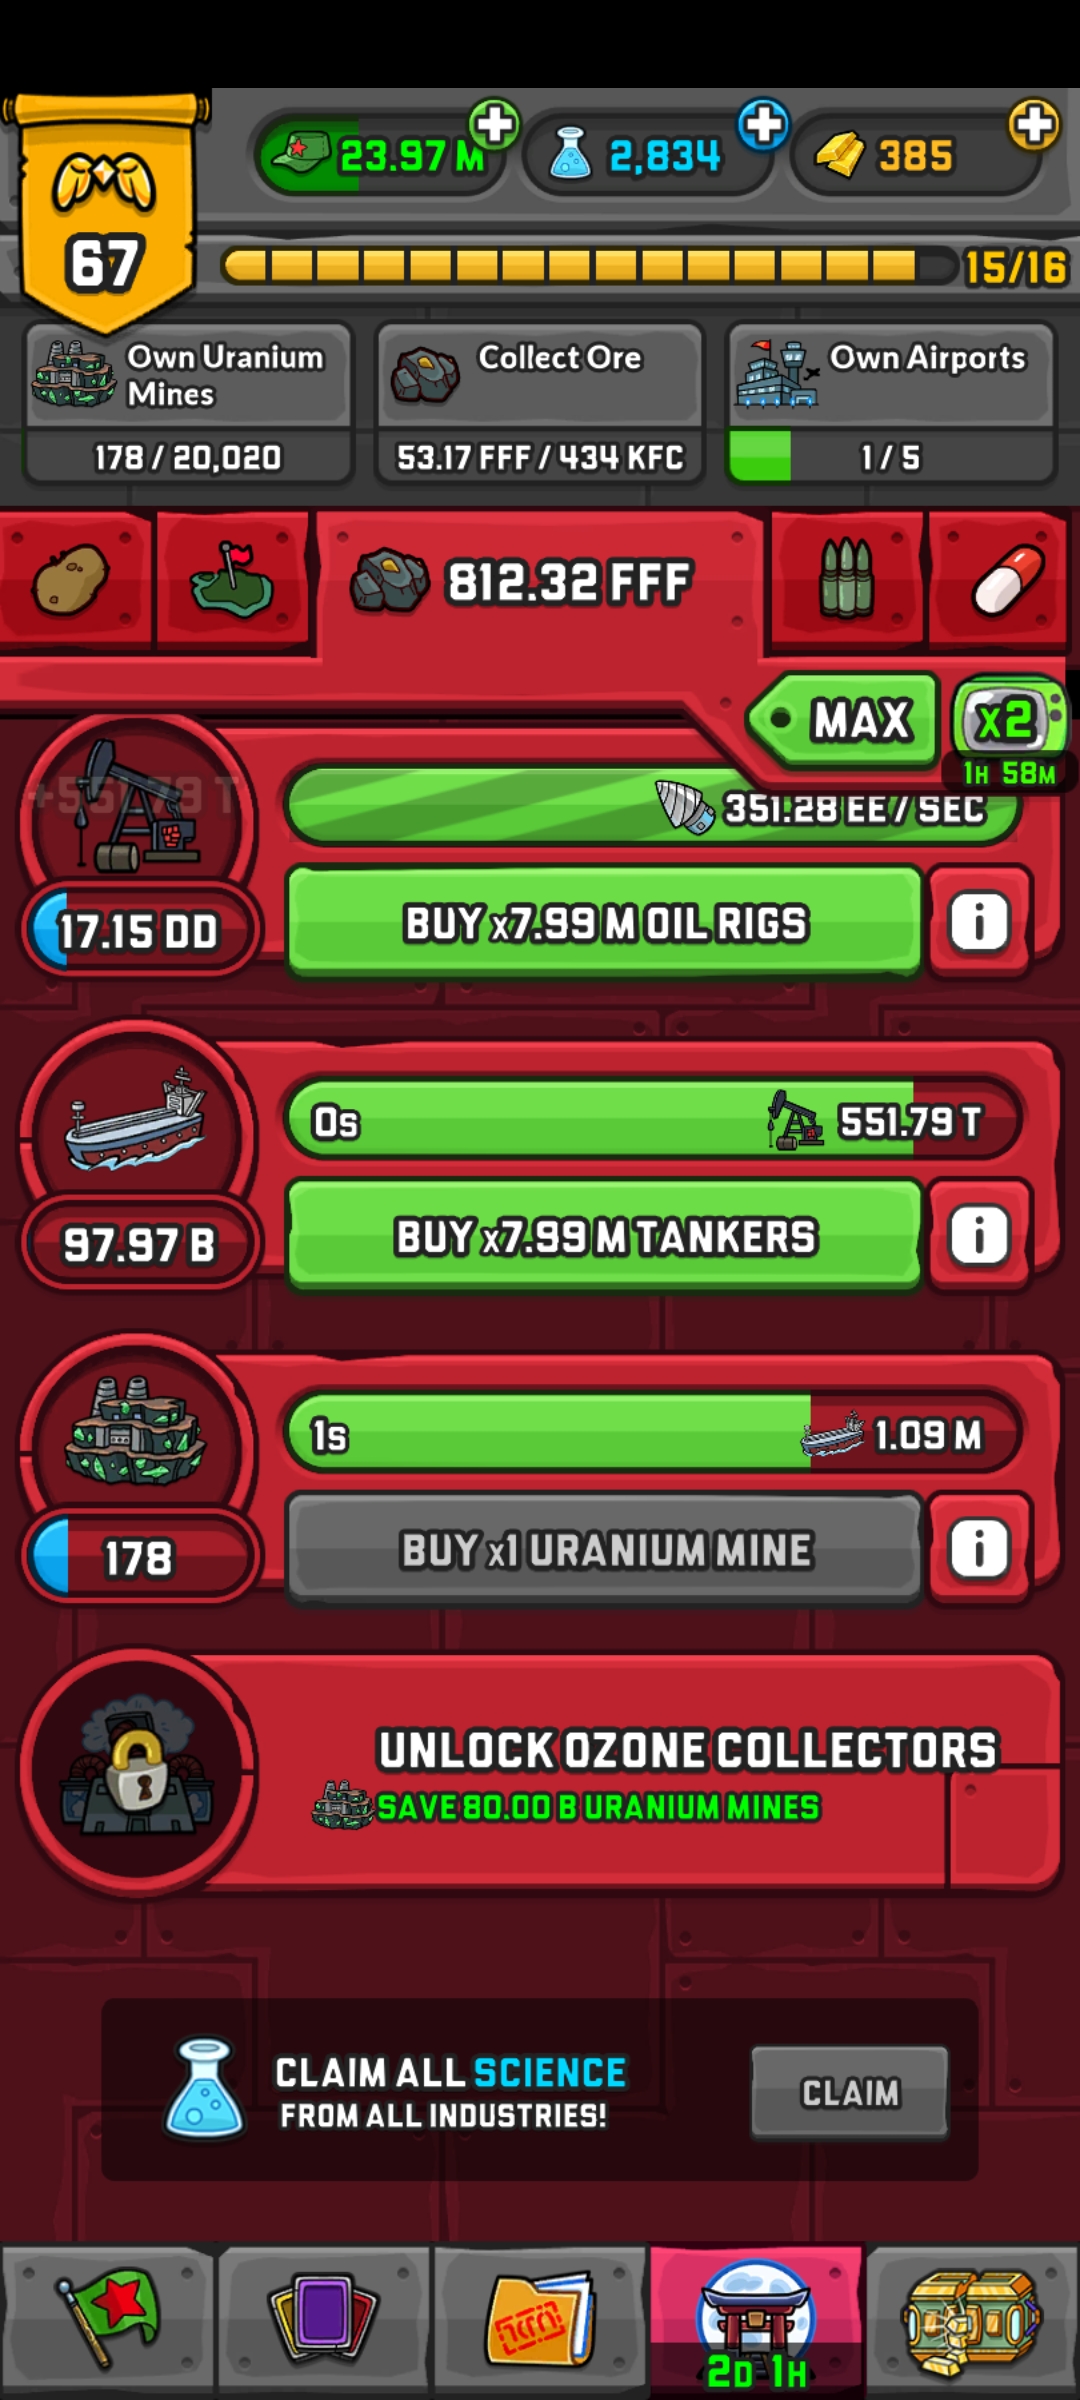 23.97 M
2,834
385
67
15/16
Own Uranium
Mines
178 / 20,020
Collect Ore
53.17 FFF / 434 KFC
Own Airports
1 / 5
812.32 FFF
MAX
x2
1H 58M
+551.79 T
351.28 EE / SEC
17.15 DD
BUY x7.99 M OIL RIGS
i
0s
551.79 T
97.97 B
BUY x7.99 M TANKERS
i
1s
1.09 M
178
BUY x1 URANIUM MINE
i
UNLOCK OZONE COLLECTORS
SAVE 80.00 B URANIUM MINES
CLAIM ALL SCIENCE
FROM ALL INDUSTRIES!
CLAIM
2D 1H